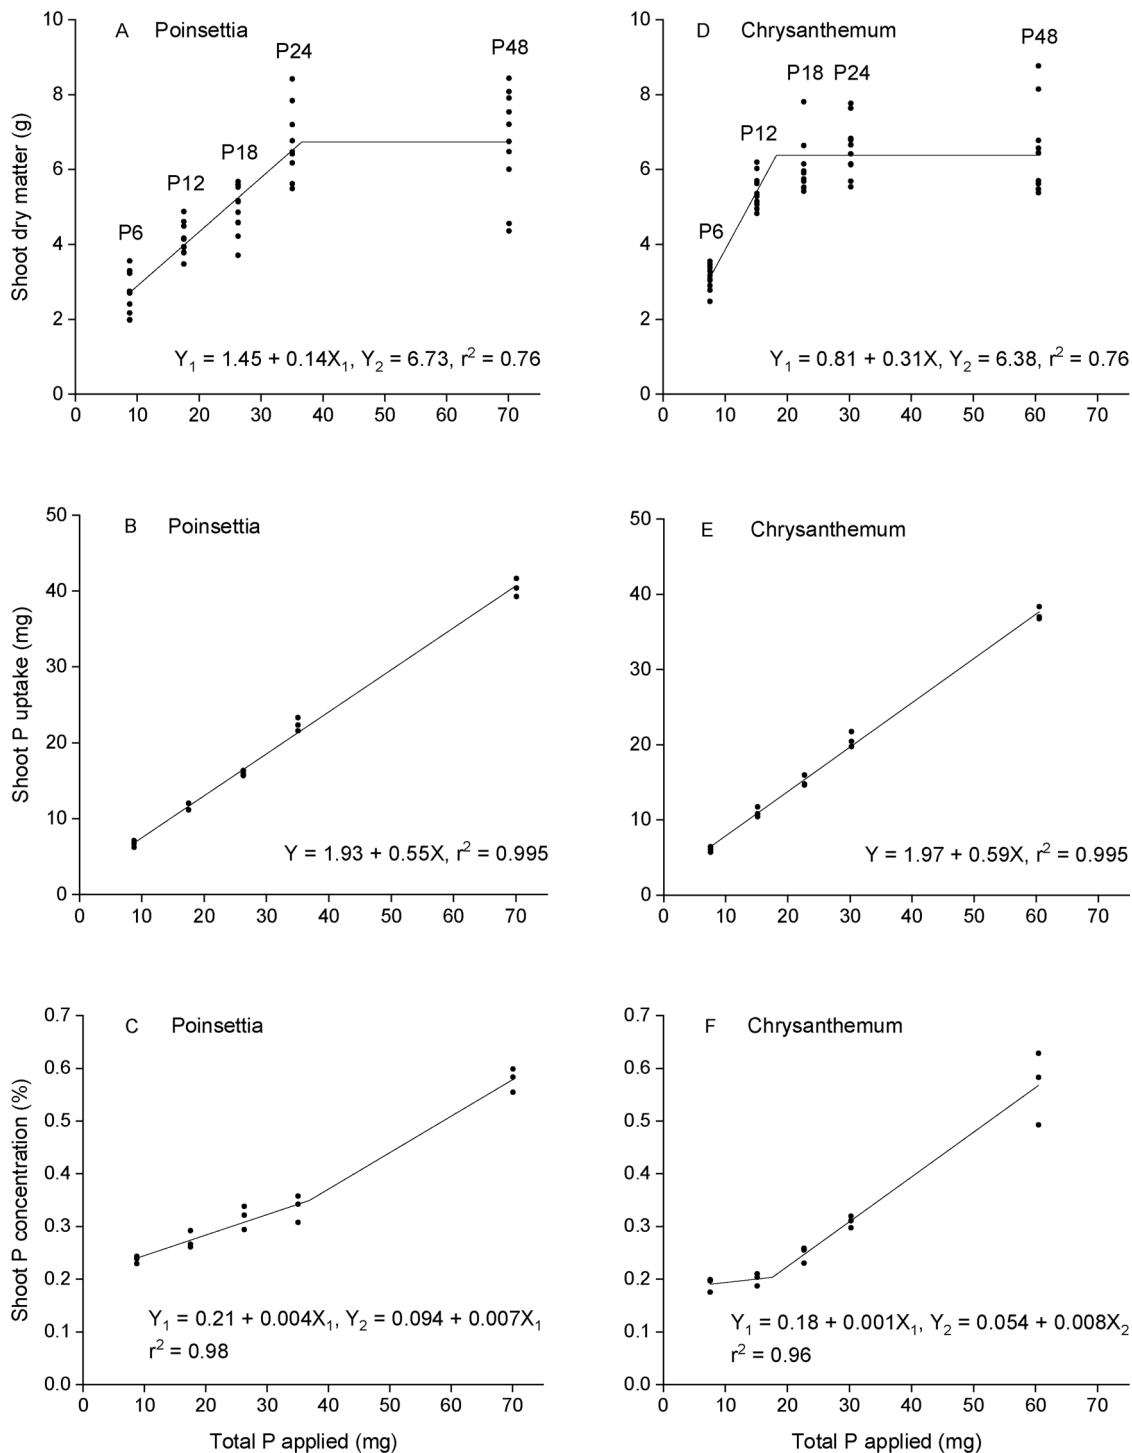 A Poinsettia
P6
P12
P18
P24
P48
Shoot dry matter (g)
10
8
6
4
2
0
Y₁ = 1.45 + 0.14X₁, Y₂ = 6.73, r² = 0.76
0 10 20 30 40 50 60 70
D Chrysanthemum
P6
P12
P18
P24
P48
10
8
6
4
2
0
Y₁ = 0.81 + 0.31X, Y₂ = 6.38, r² = 0.76
0 10 20 30 40 50 60 70
B Poinsettia
Shoot P uptake (mg)
50
40
30
20
10
0
Y = 1.93 + 0.55X, r² = 0.995
0 10 20 30 40 50 60 70
E Chrysanthemum
50
40
30
20
10
0
Y = 1.97 + 0.59X, r² = 0.995
0 10 20 30 40 50 60 70
C Poinsettia
Shoot P concentration (%)
0.7
0.6
0.5
0.4
0.3
0.2
0.1
0.0
Y₁ = 0.21 + 0.004X₁, Y₂ = 0.094 + 0.007X₁
r² = 0.98
0 10 20 30 40 50 60 70
Total P applied (mg)
F Chrysanthemum
0.7
0.6
0.5
0.4
0.3
0.2
0.1
0.0
Y₁ = 0.18 + 0.001X₁, Y₂ = 0.054 + 0.008X₂
r² = 0.96
0 10 20 30 40 50 60 70
Total P applied (mg)